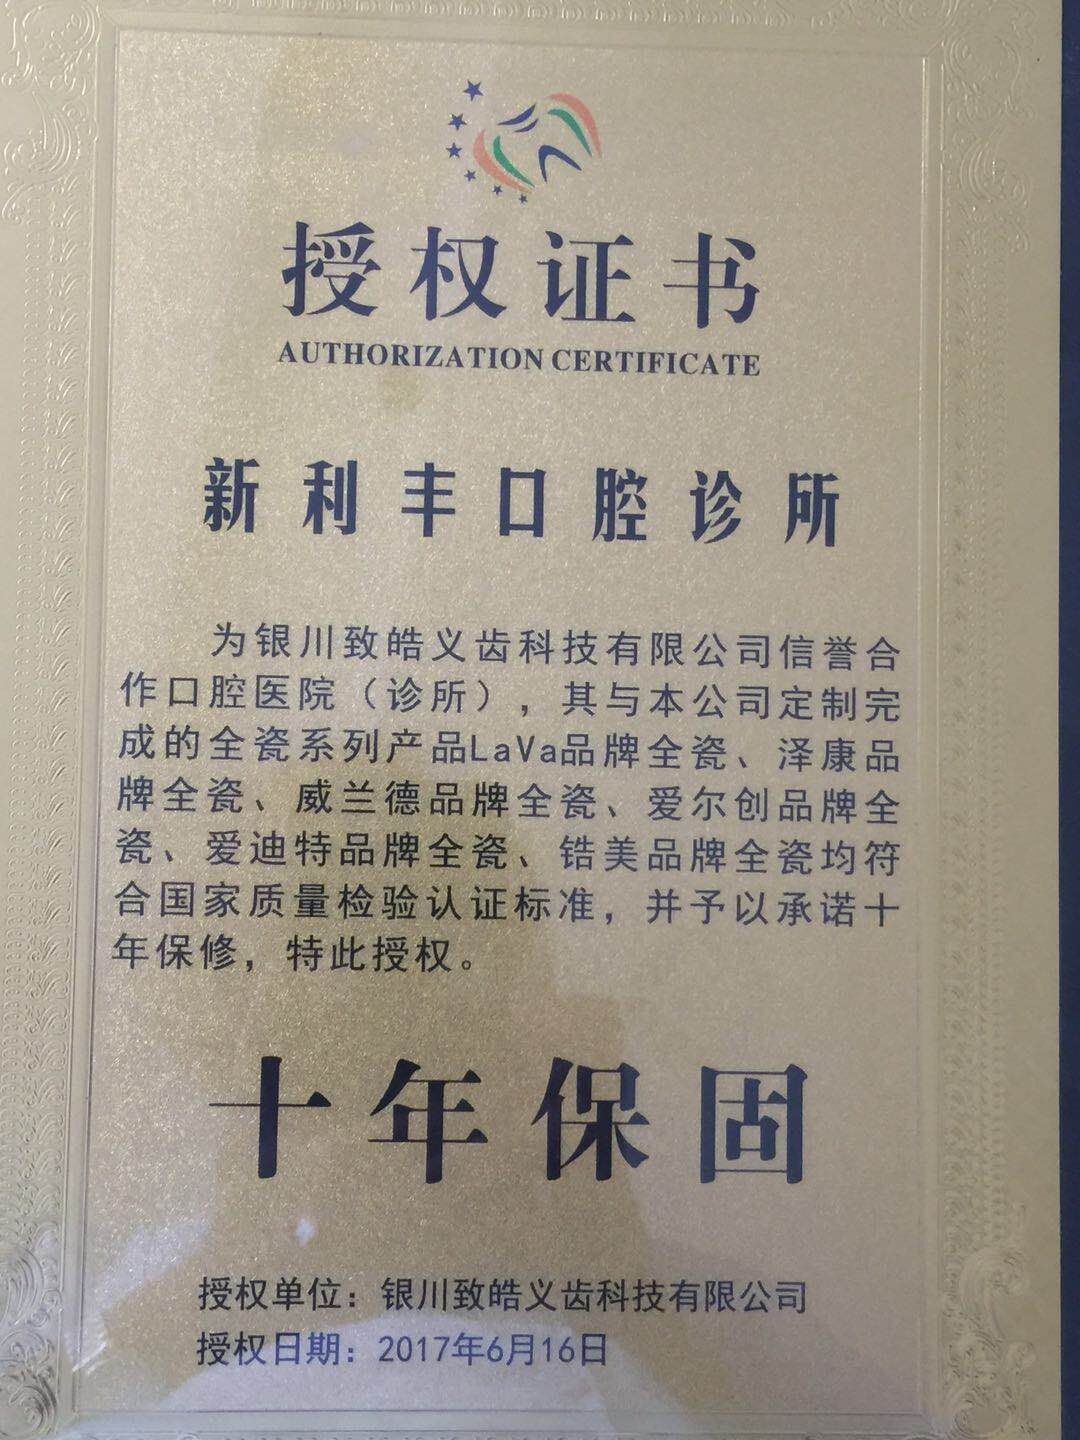 授权证书
AUTHORIZATION CERTIFICATE
新利丰口腔诊所
为银川致皓义齿科技有限公司信誉合
作口腔医院（诊所），其与本公司定制完
成的全瓷系列产品LaVa品牌全瓷、泽康品
牌全瓷、威兰德品牌全瓷、爱尔创品牌全
瓷、爱迪特品牌全瓷、锆美品牌全瓷均符
合国家质量检验认证标准，并予以承诺十
年保修，特此授权。
十年保固
授权单位：银川致皓义齿科技有限公司
授权日期：2017年6月16日